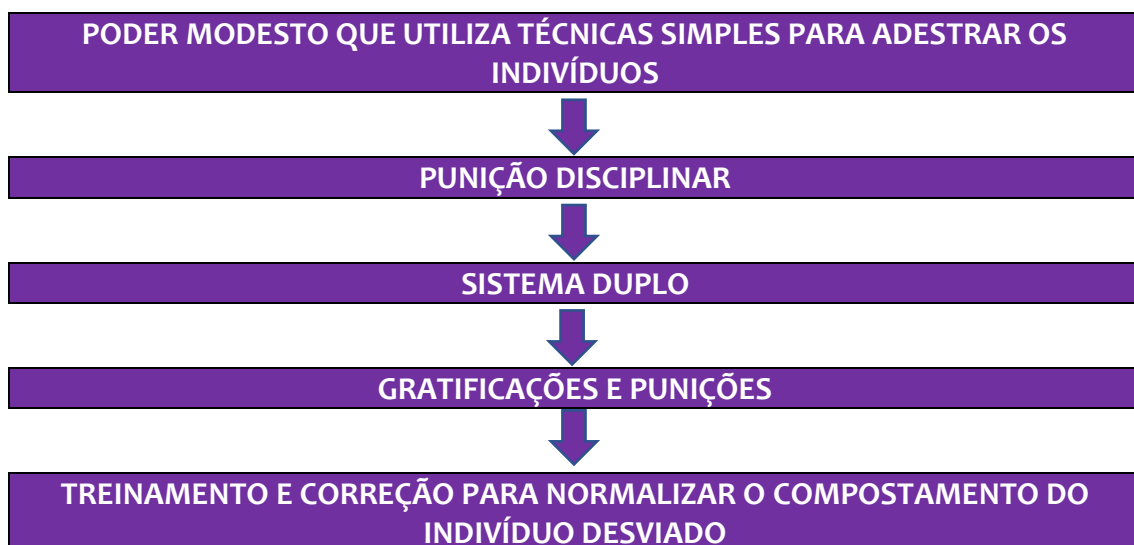 PODER MODESTO QUE UTILIZA TÉCNICAS SIMPLES PARA ADESTRAR OS
INDIVÍDUOS
PUNIÇÃO DISCIPLINAR
SISTEMA DUPLO
GRATIFICAÇÕES E PUNIÇÕES
TREINAMENTO E CORREÇÃO PARA NORMALIZAR O COMPOSTAMENTO DO
INDIVÍDUO DESVIADO